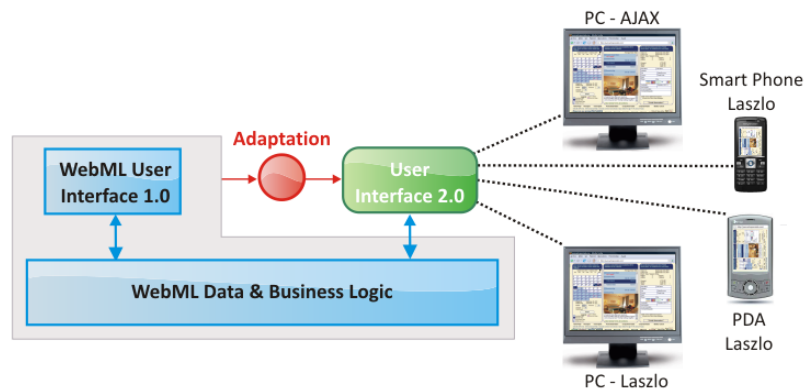 PC - AJAX
Smart Phone
Laszlo
Adaptation
WebML User
Interface 1.0
User
Interface 2.0
WebML Data & Business Logic
PDA
Laszlo
PC - Laszlo